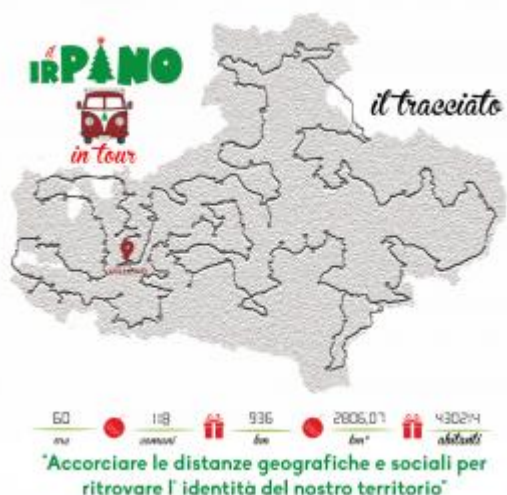 il
IRPINO
in tour
il tracciato
60 118 936 2806,07 430214
ore comuni km km² abitanti
"Accorciare le distanze geografiche e sociali per
ritrovare l' identità del nostro territorio"